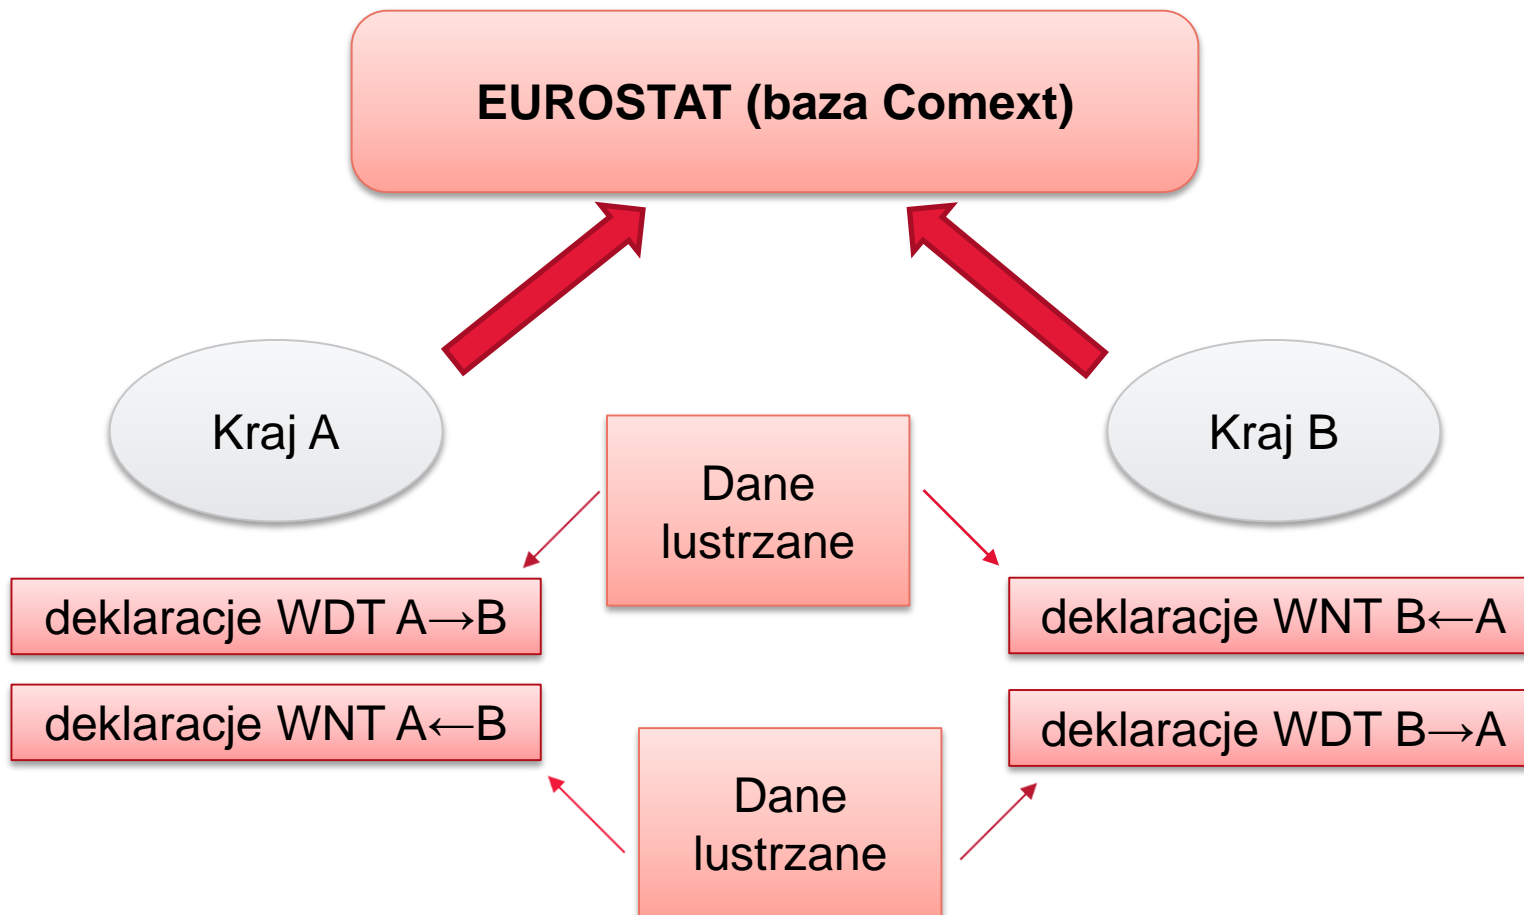 EUROSTAT (baza Comext)
Kraj A
Kraj B
Dane
lustrzane
deklaracje WDT A→B
deklaracje WNT B←A
deklaracje WNT A←B
deklaracje WDT B→A
Dane
lustrzane